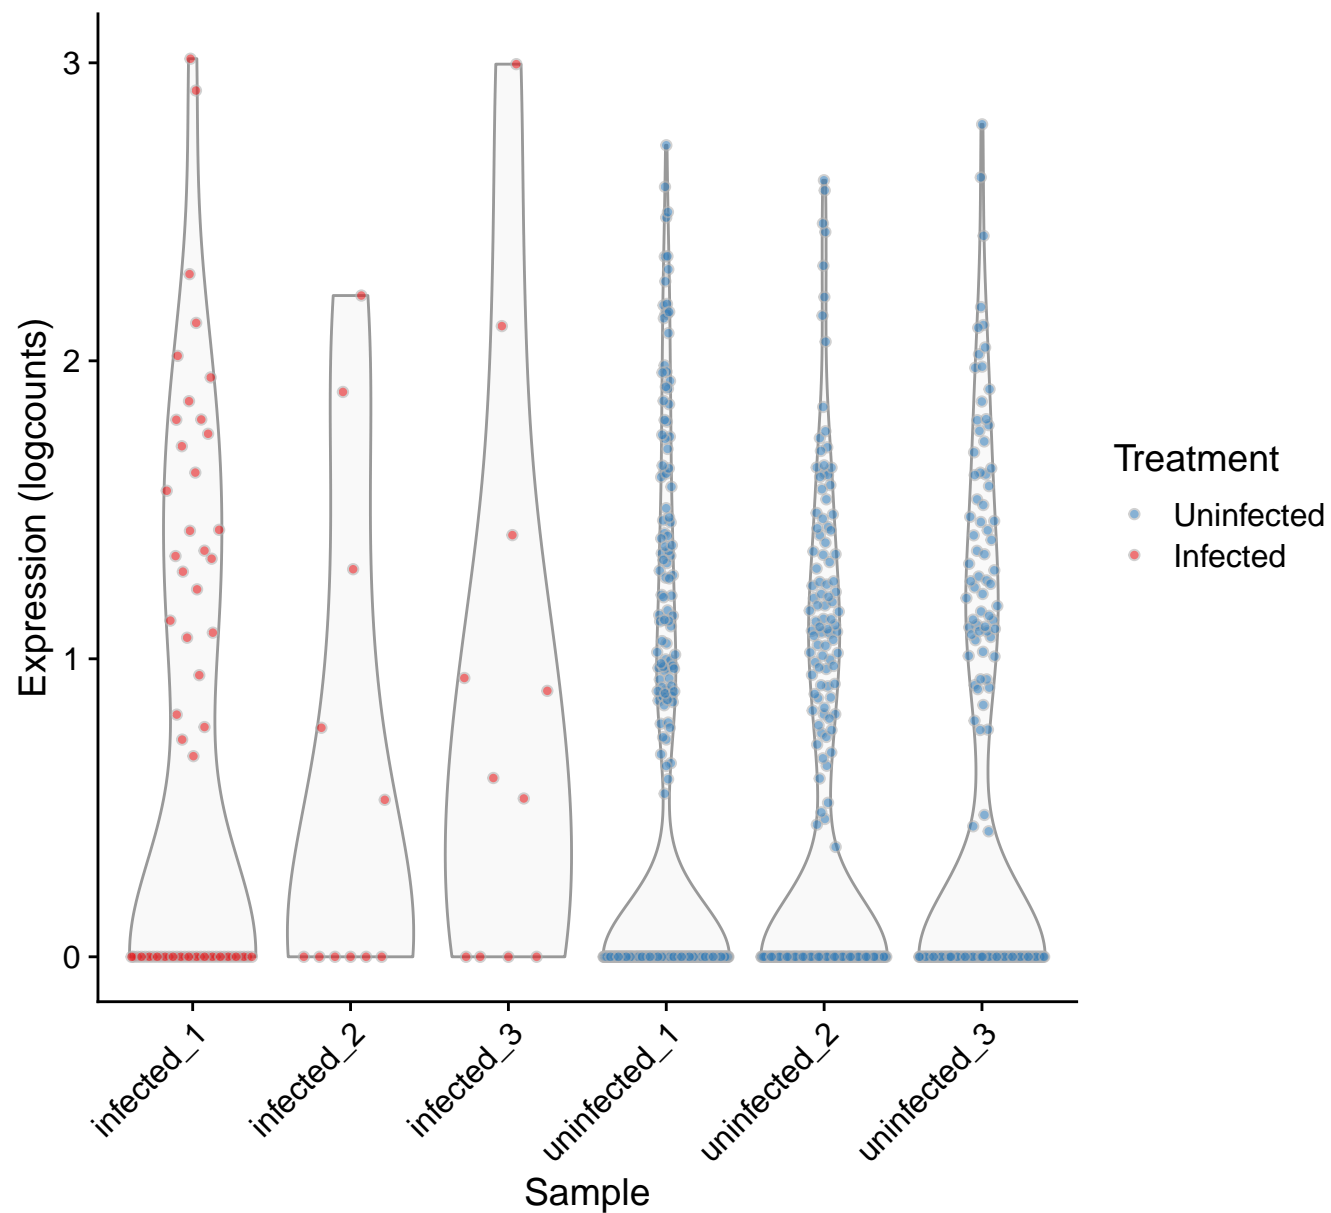 Expression (logcounts)
3
2
1
0
infected_1
infected_2
infected_3
uninfected_1
uninfected_2
uninfected_3
Sample
Treatment
Uninfected
Infected